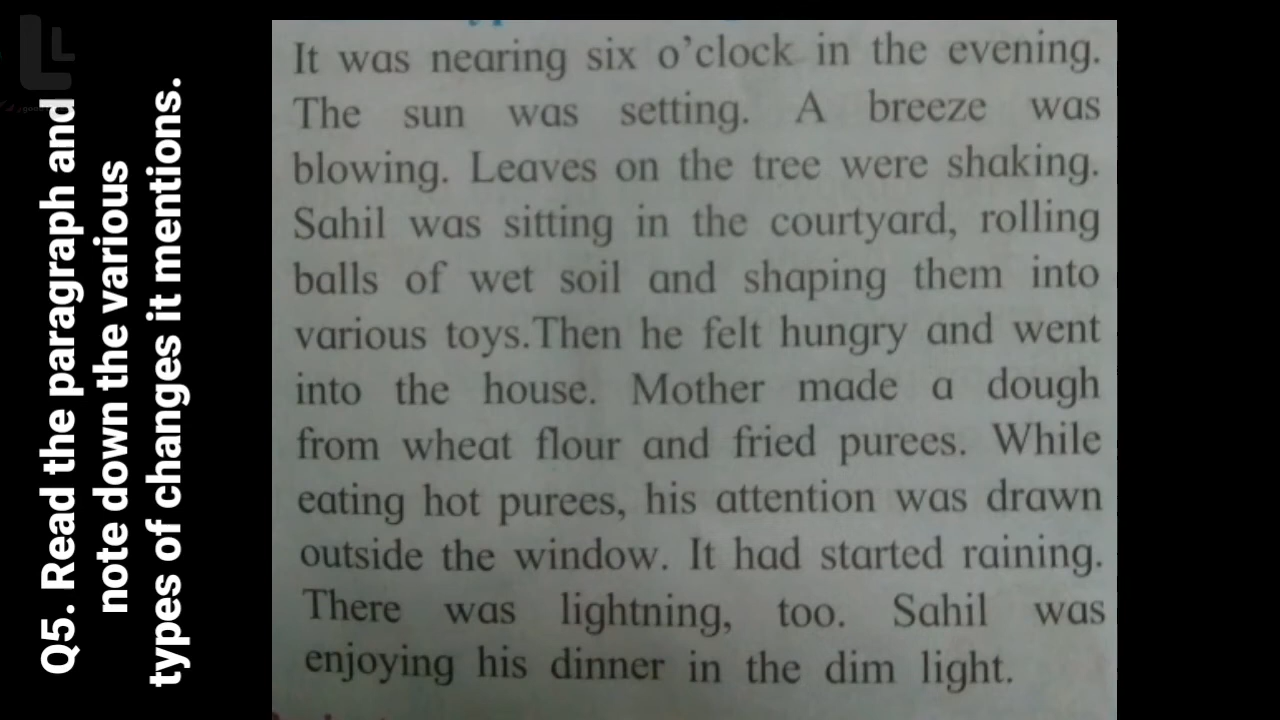 Q5. Read the paragraph and
note down the various
types of changes it mentions.
It was nearing six o’clock in the evening.
The sun was setting. A breeze was
blowing. Leaves on the tree were shaking.
Sahil was sitting in the courtyard, rolling
balls of wet soil and shaping them into
various toys.Then he felt hungry and went
into the house. Mother made a dough
from wheat flour and fried purees. While
eating hot purees, his attention was drawn
outside the window. It had started raining.
There was lightning, too. Sahil was
enjoying his dinner in the dim light.